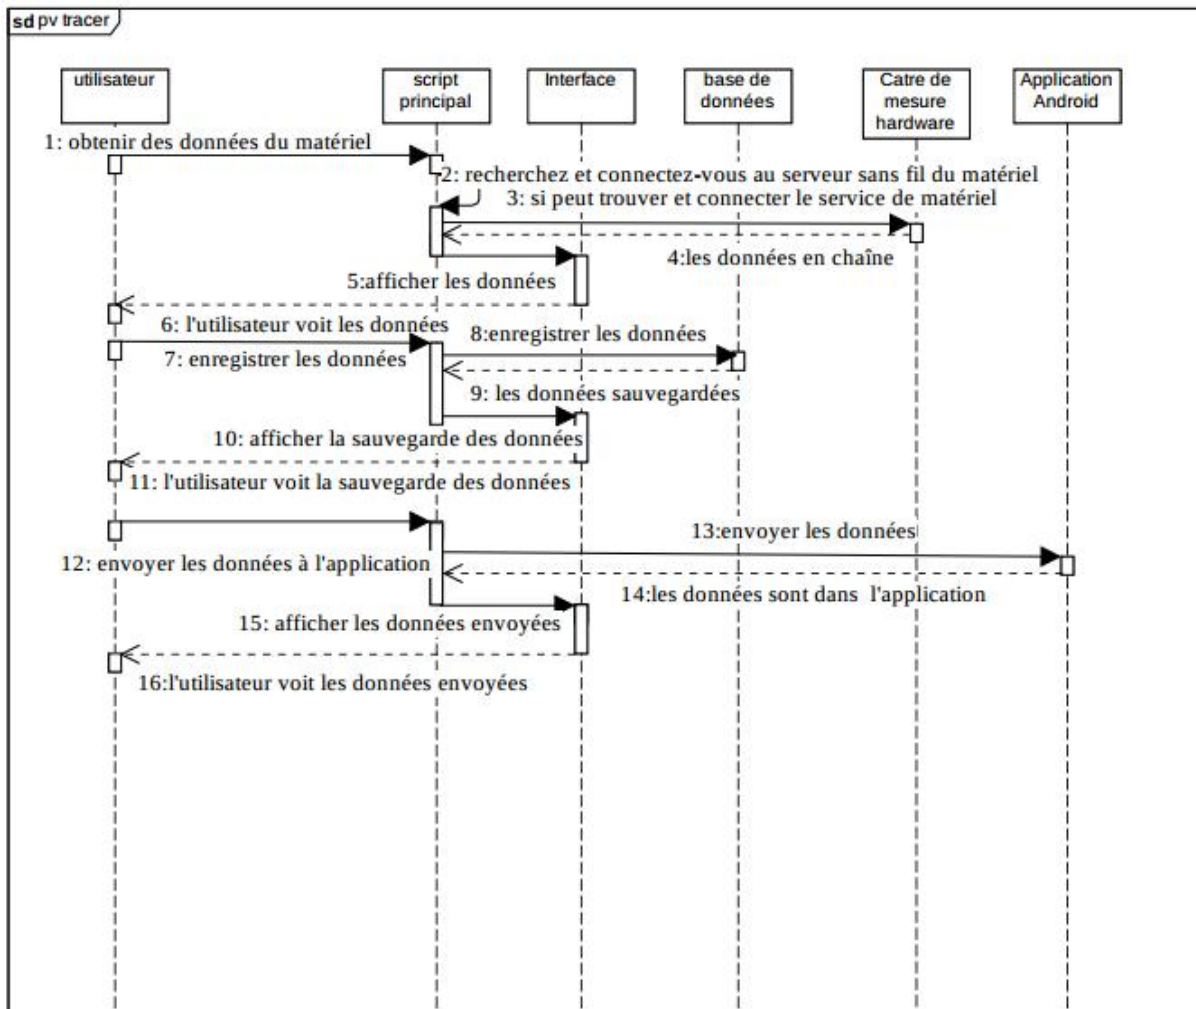 sd pv tracer
utilisateur
script
principal
Interface
base de
données
Catre de
mesure
hardware
Application
Android
1: obtenir des données du matériel
2: recherchez et connectez-vous au serveur sans fil du matériel
3: si peut trouver et connecter le service de matériel
4:les données en chaîne
5:afficher les données
6: l'utilisateur voit les données
7: enregistrer les données
8:enregistrer les données
9: les données sauvegardées
10: afficher la sauvegarde des données
11: l'utilisateur voit la sauvegarde des données
12: envoyer les données à l'application
13:envoyer les données
14:les données sont dans l'application
15: afficher les données envoyées
16:l'utilisateur voit les données envoyées